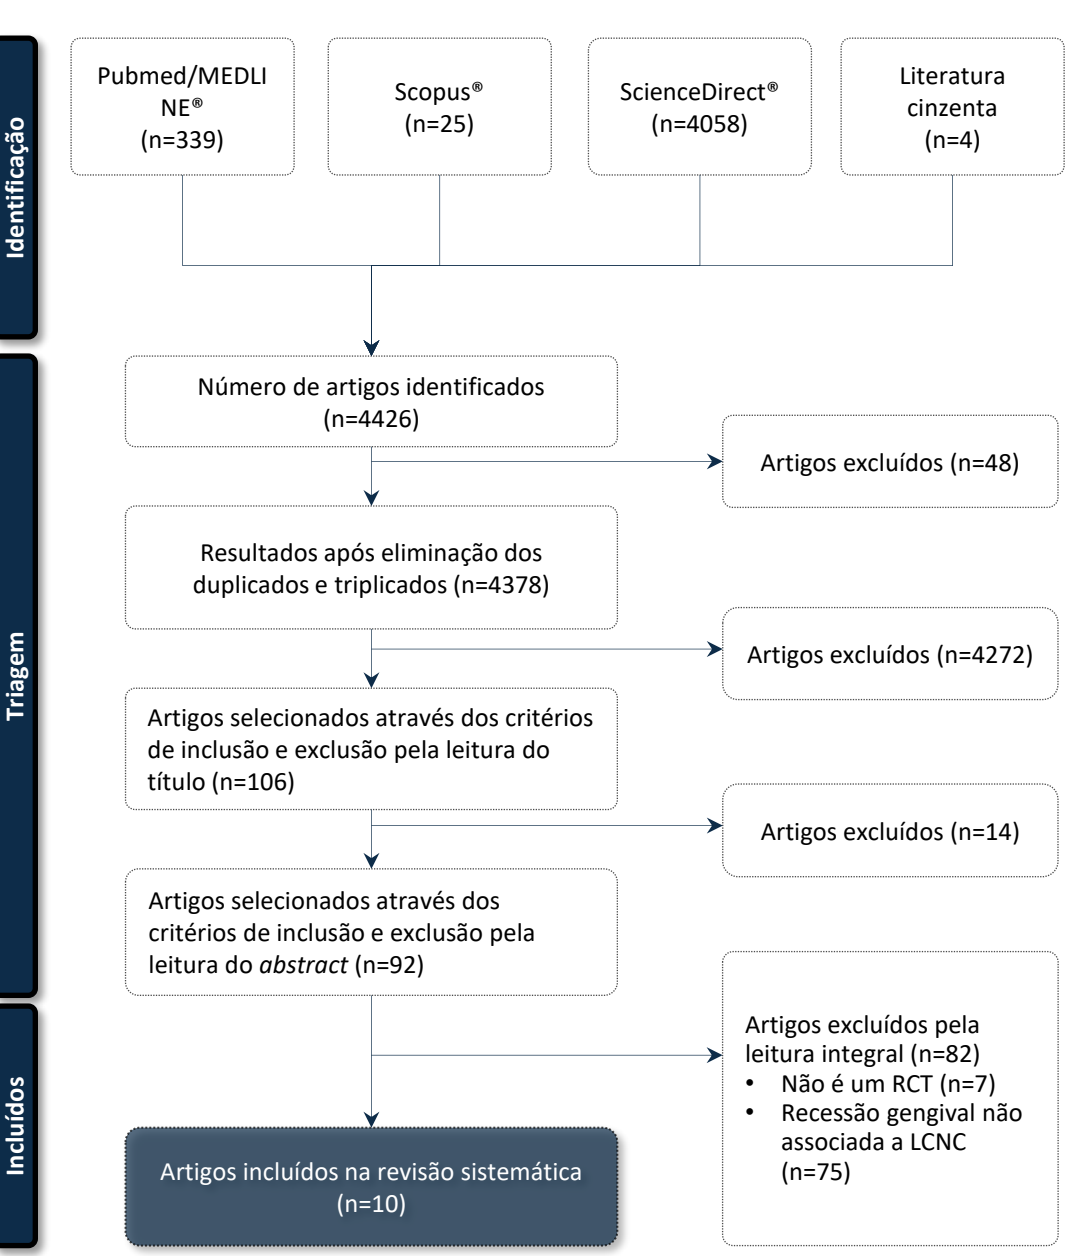 Identificação
Pubmed/MEDLI
NE®
(n=339)
Scopus®
(n=25)
ScienceDirect®
(n=4058)
Literatura
cinzenta
(n=4)
Triagem
Número de artigos identificados
(n=4426)
Artigos excluídos (n=48)
Resultados após eliminação dos
duplicados e triplicados (n=4378)
Artigos excluídos (n=4272)
Artigos selecionados através dos critérios
de inclusão e exclusão pela leitura do
título (n=106)
Artigos excluídos (n=14)
Artigos selecionados através dos
critérios de inclusão e exclusão pela
leitura do abstract (n=92)
Artigos excluídos pela
leitura integral (n=82)
• Não é um RCT (n=7)
• Recessão gengival não
associada a LCNC
(n=75)
Incluídos
Artigos incluídos na revisão sistemática
(n=10)